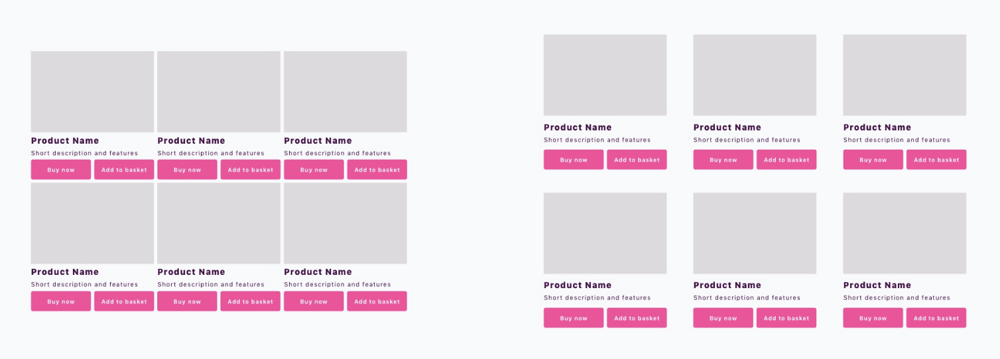 Product Name Product Name Product Name
Short description and features Short description and features Short description and features
Buy now Add to basket Buy now Add to basket Buy now Add to basket
Product Name Product Name Product Name
Short description and features Short description and features Short description and features
Buy now Add to basket Buy now Add to basket Buy now Add to basket
Product Name Product Name Product Name
Short description and features Short description and features Short description and features
Buy now Add to basket Buy now Add to basket Buy now Add to basket
Product Name Product Name Product Name
Short description and features Short description and features Short description and features
Buy now Add to basket Buy now Add to basket Buy now Add to basket